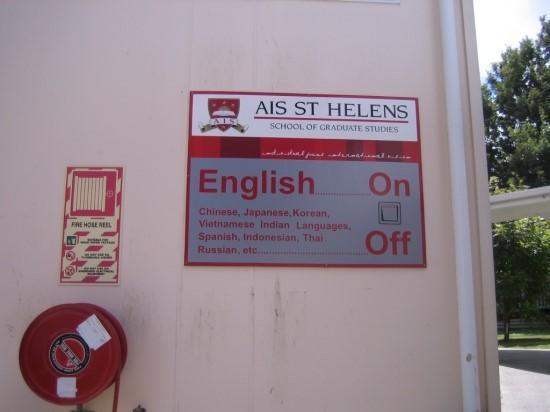 AIS ST HELENS
SCHOOL OF GRADUATE STUDIES
AIS
English..........On
Chinese, Japanese,Korean,
Vietnamese Indian Languages,
Spanish, Indonesian, Thai.
Russian, etc..................Off
FIRE HOSE REEL